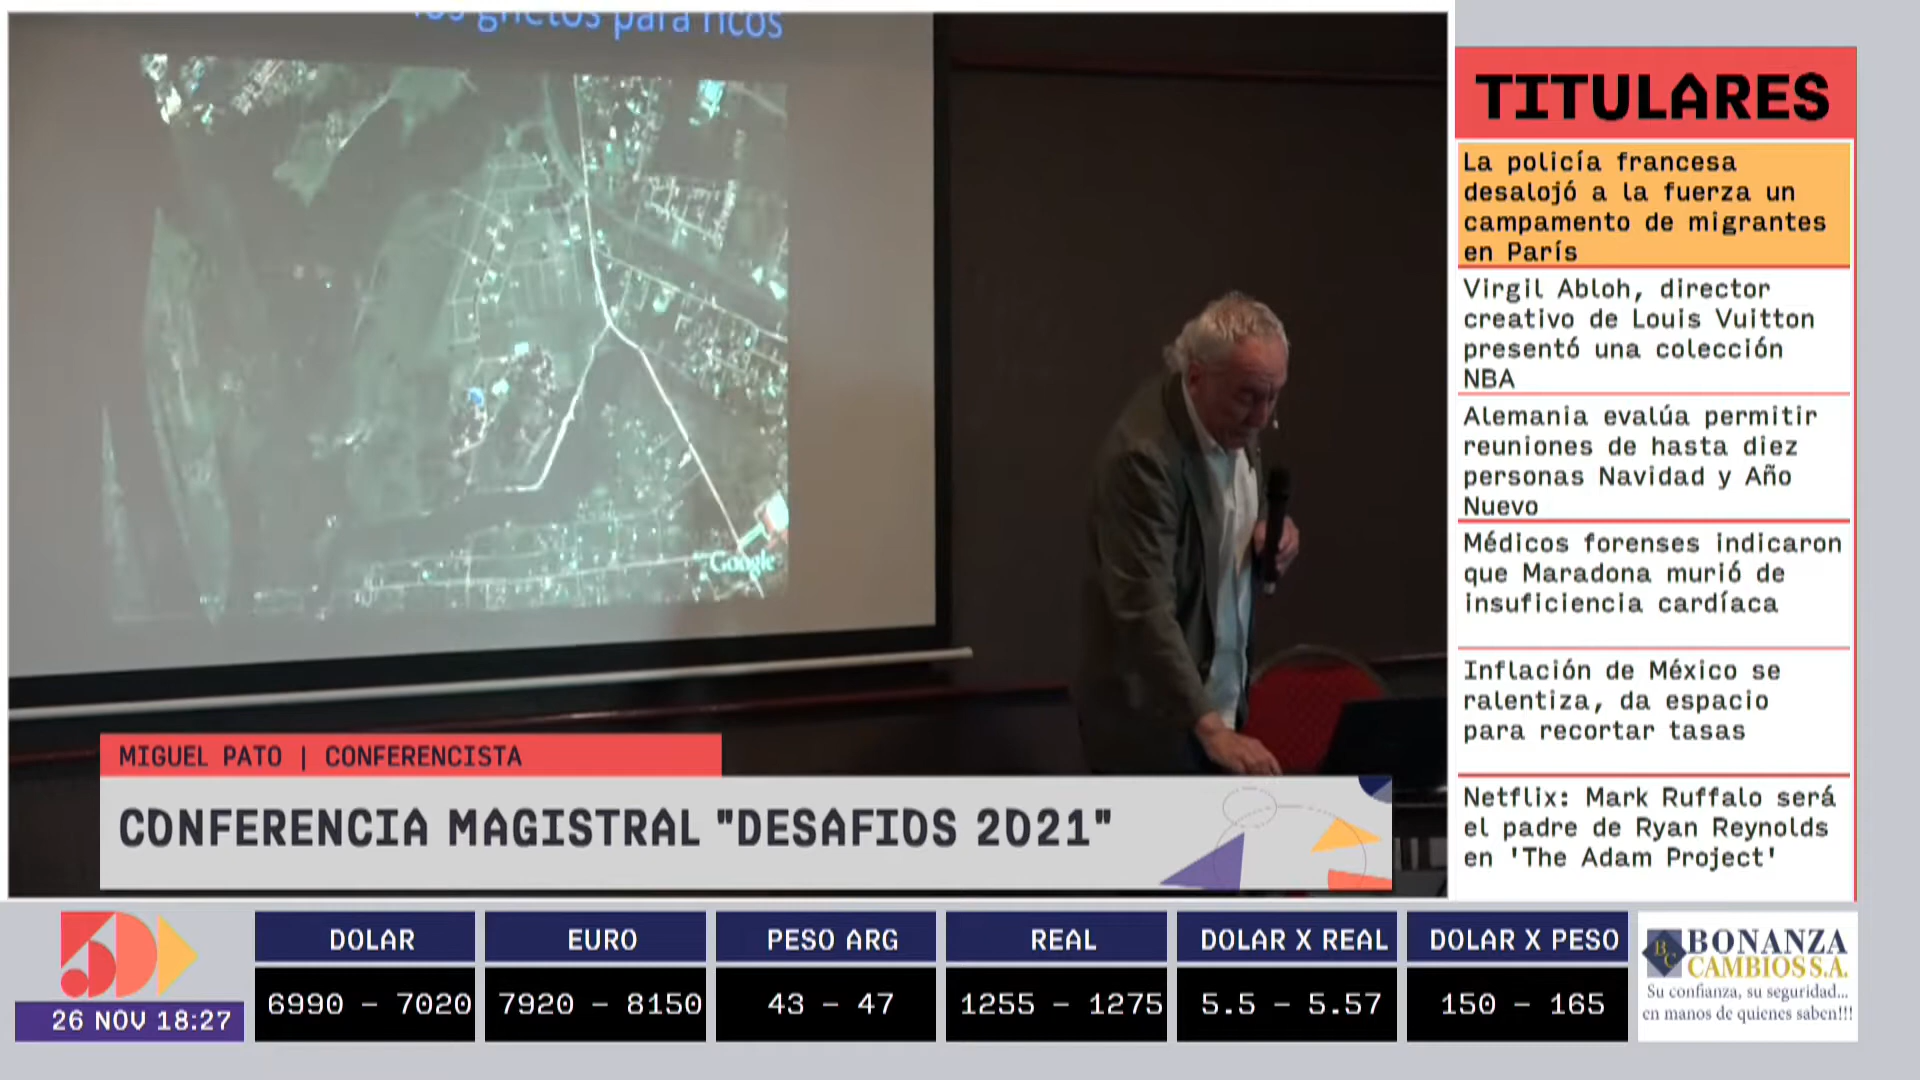 los ghetos para ricos
Google
MIGUEL PATO | CONFERENCISTA
CONFERENCIA MAGISTRAL "DESAFIOS 2021"
TITULARES
La policía francesa
desalojó a la fuerza un
campamento de migrantes
en París
Virgil Abloh, director
creativo de Louis Vuitton
presentó una colección
NBA
Alemania evalúa permitir
reuniones de hasta diez
personas Navidad y Año
Nuevo
Médicos forenses indicaron
que Maradona murió de
insuficiencia cardíaca
Inflación de México se
ralentiza, da espacio
para recortar tasas
Netflix: Mark Ruffalo será
el padre de Ryan Reynolds
en 'The Adam Project'
5D
26 NOV 18:27
DOLAR
6990 - 7020
EURO
7920 - 8150
PESO ARG
43 - 47
REAL
1255 - 1275
DOLAR X REAL
5.5 - 5.57
DOLAR X PESO
150 - 165
BC
BONANZA
CAMBIOS S.A.
Su confianza, su seguridad...
en manos de quienes saben!!!